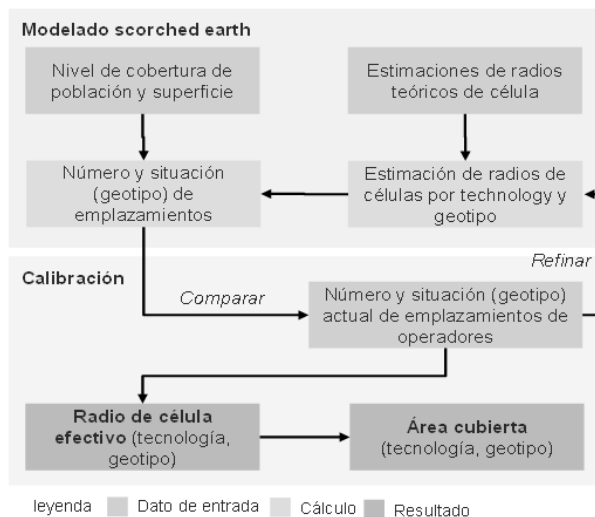 Modelado scorched earth
Nivel de cobertura de
población y superficie
Estimaciones de radios
teóricos de célula
Número y situación
(geotipo) de
emplazamientos
Estimación de radios de
células por technology y
geotipo
Calibración
Refinar
Comparar
Número y situación (geotipo)
actual de emplazamientos de
operadores
Radio de célula
efectivo (tecnología,
geotipo)
Área cubierta
(tecnología, geotipo)
leyenda Dato de entrada Cálculo Resultado